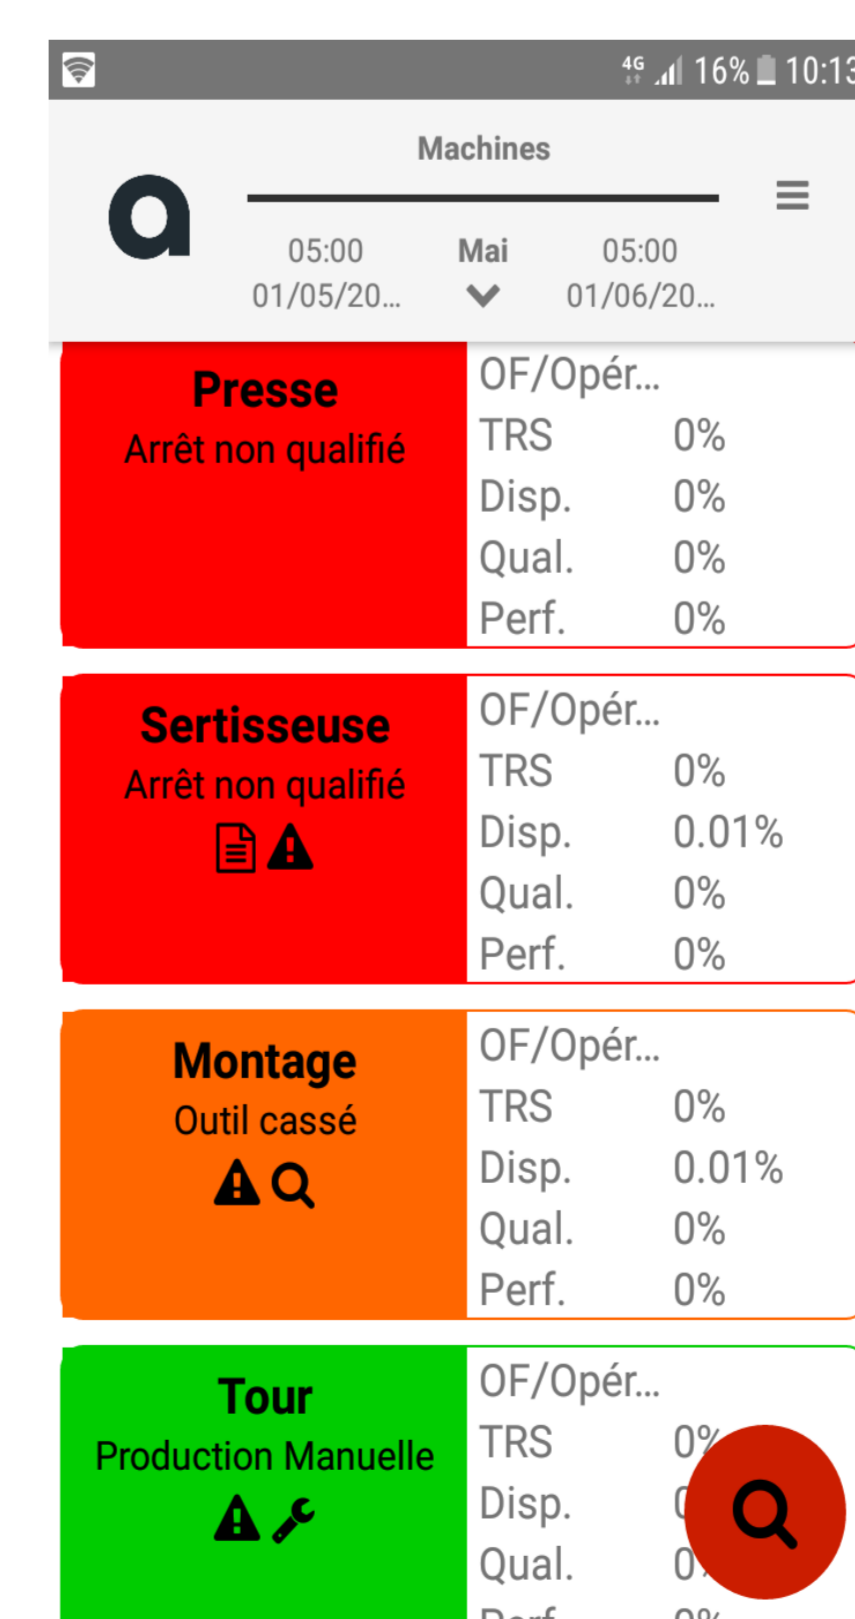 4G 16% 10:13
Machines
05:00 Mai 05:00
01/05/20... 01/06/20...
Presse
Arrêt non qualifié
OF/Opér...
TRS 0%
Disp. 0%
Qual. 0%
Perf. 0%
Sertisseuse
Arrêt non qualifié
OF/Opér...
TRS 0%
Disp. 0.01%
Qual. 0%
Perf. 0%
Montage
Outil cassé
OF/Opér...
TRS 0%
Disp. 0.01%
Qual. 0%
Perf. 0%
Tour
Production Manuelle
OF/Opér...
TRS 0%
Disp.
Qual.